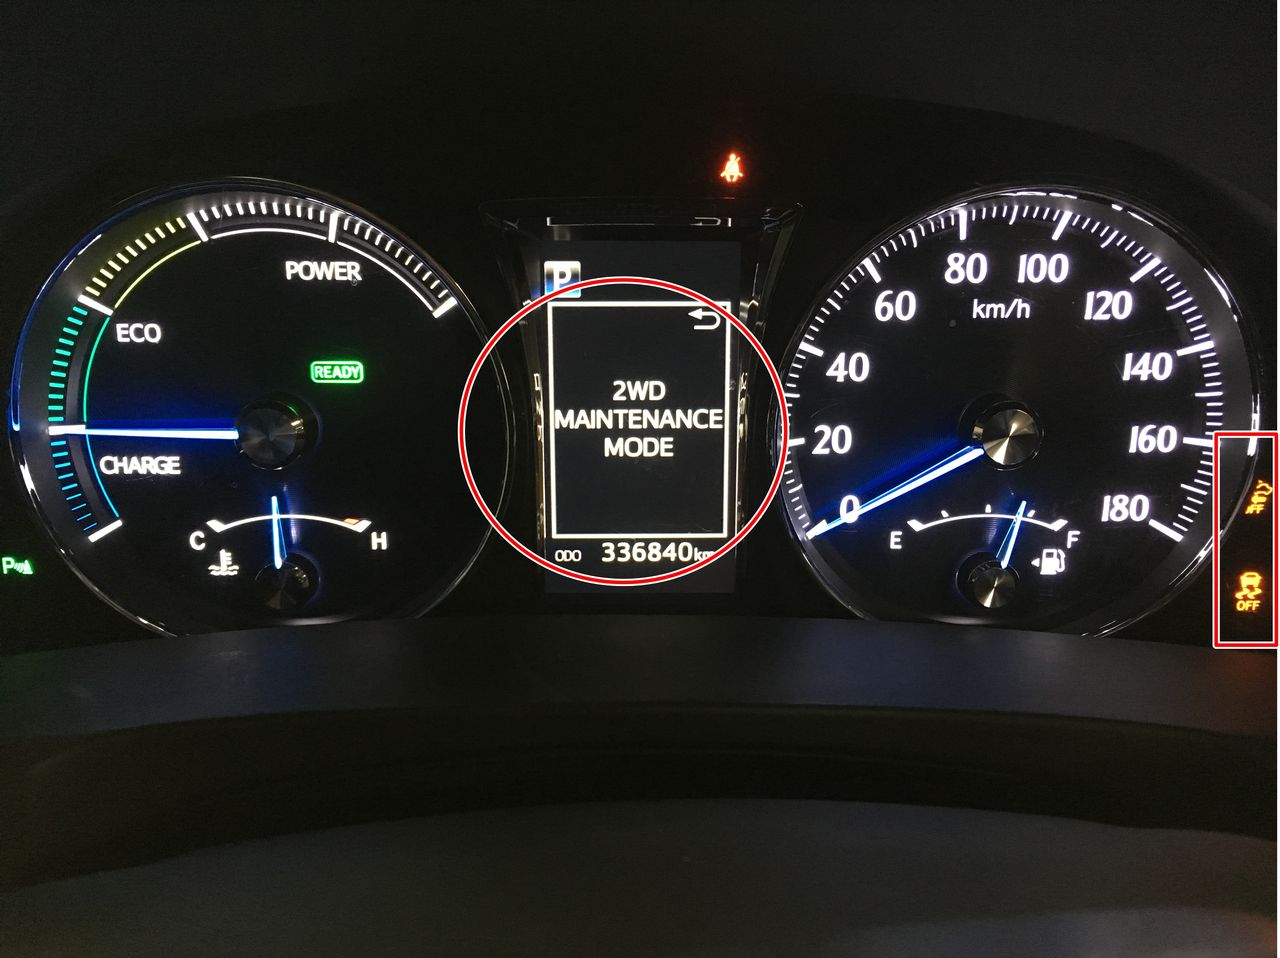 POWER
ECO
READY
CHARGE
C
H
P
P
2WD
MAINTENANCE
MODE
ODO 336840km
80 100
60
km/h
120
40
140
20
160
0
180
E
F
OFF